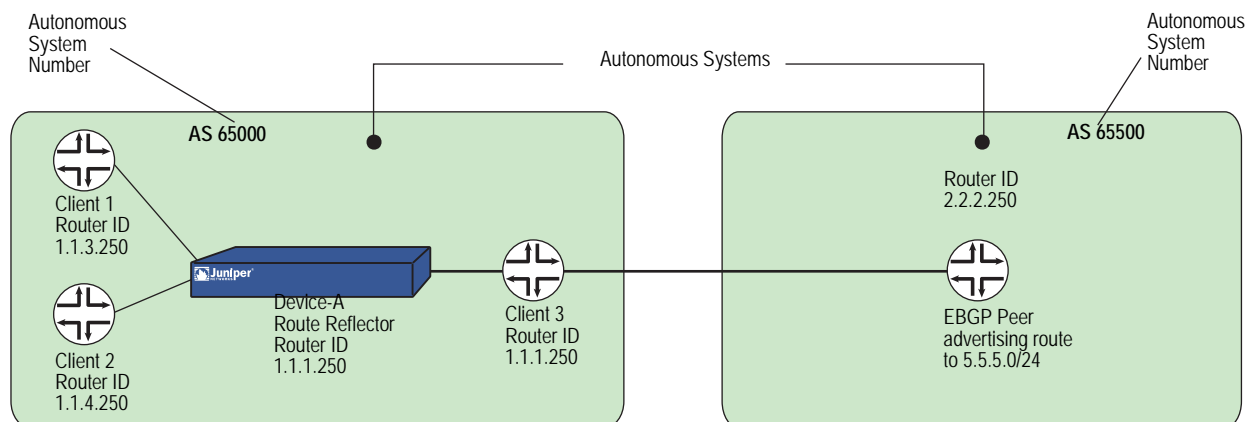 Autonomous
System
Number
Autonomous Systems
Autonomous
System
Number
AS 65000
AS 65500
Client 1
Router ID
1.1.3.250
Router ID
2.2.2.250
Juniper
NETWORKS
Device-A
Route Reflector
Router ID
1.1.1.250
Client 3
Router ID
1.1.1.250
EBGP Peer
advertising route
to 5.5.5.0/24
Client 2
Router ID
1.1.4.250